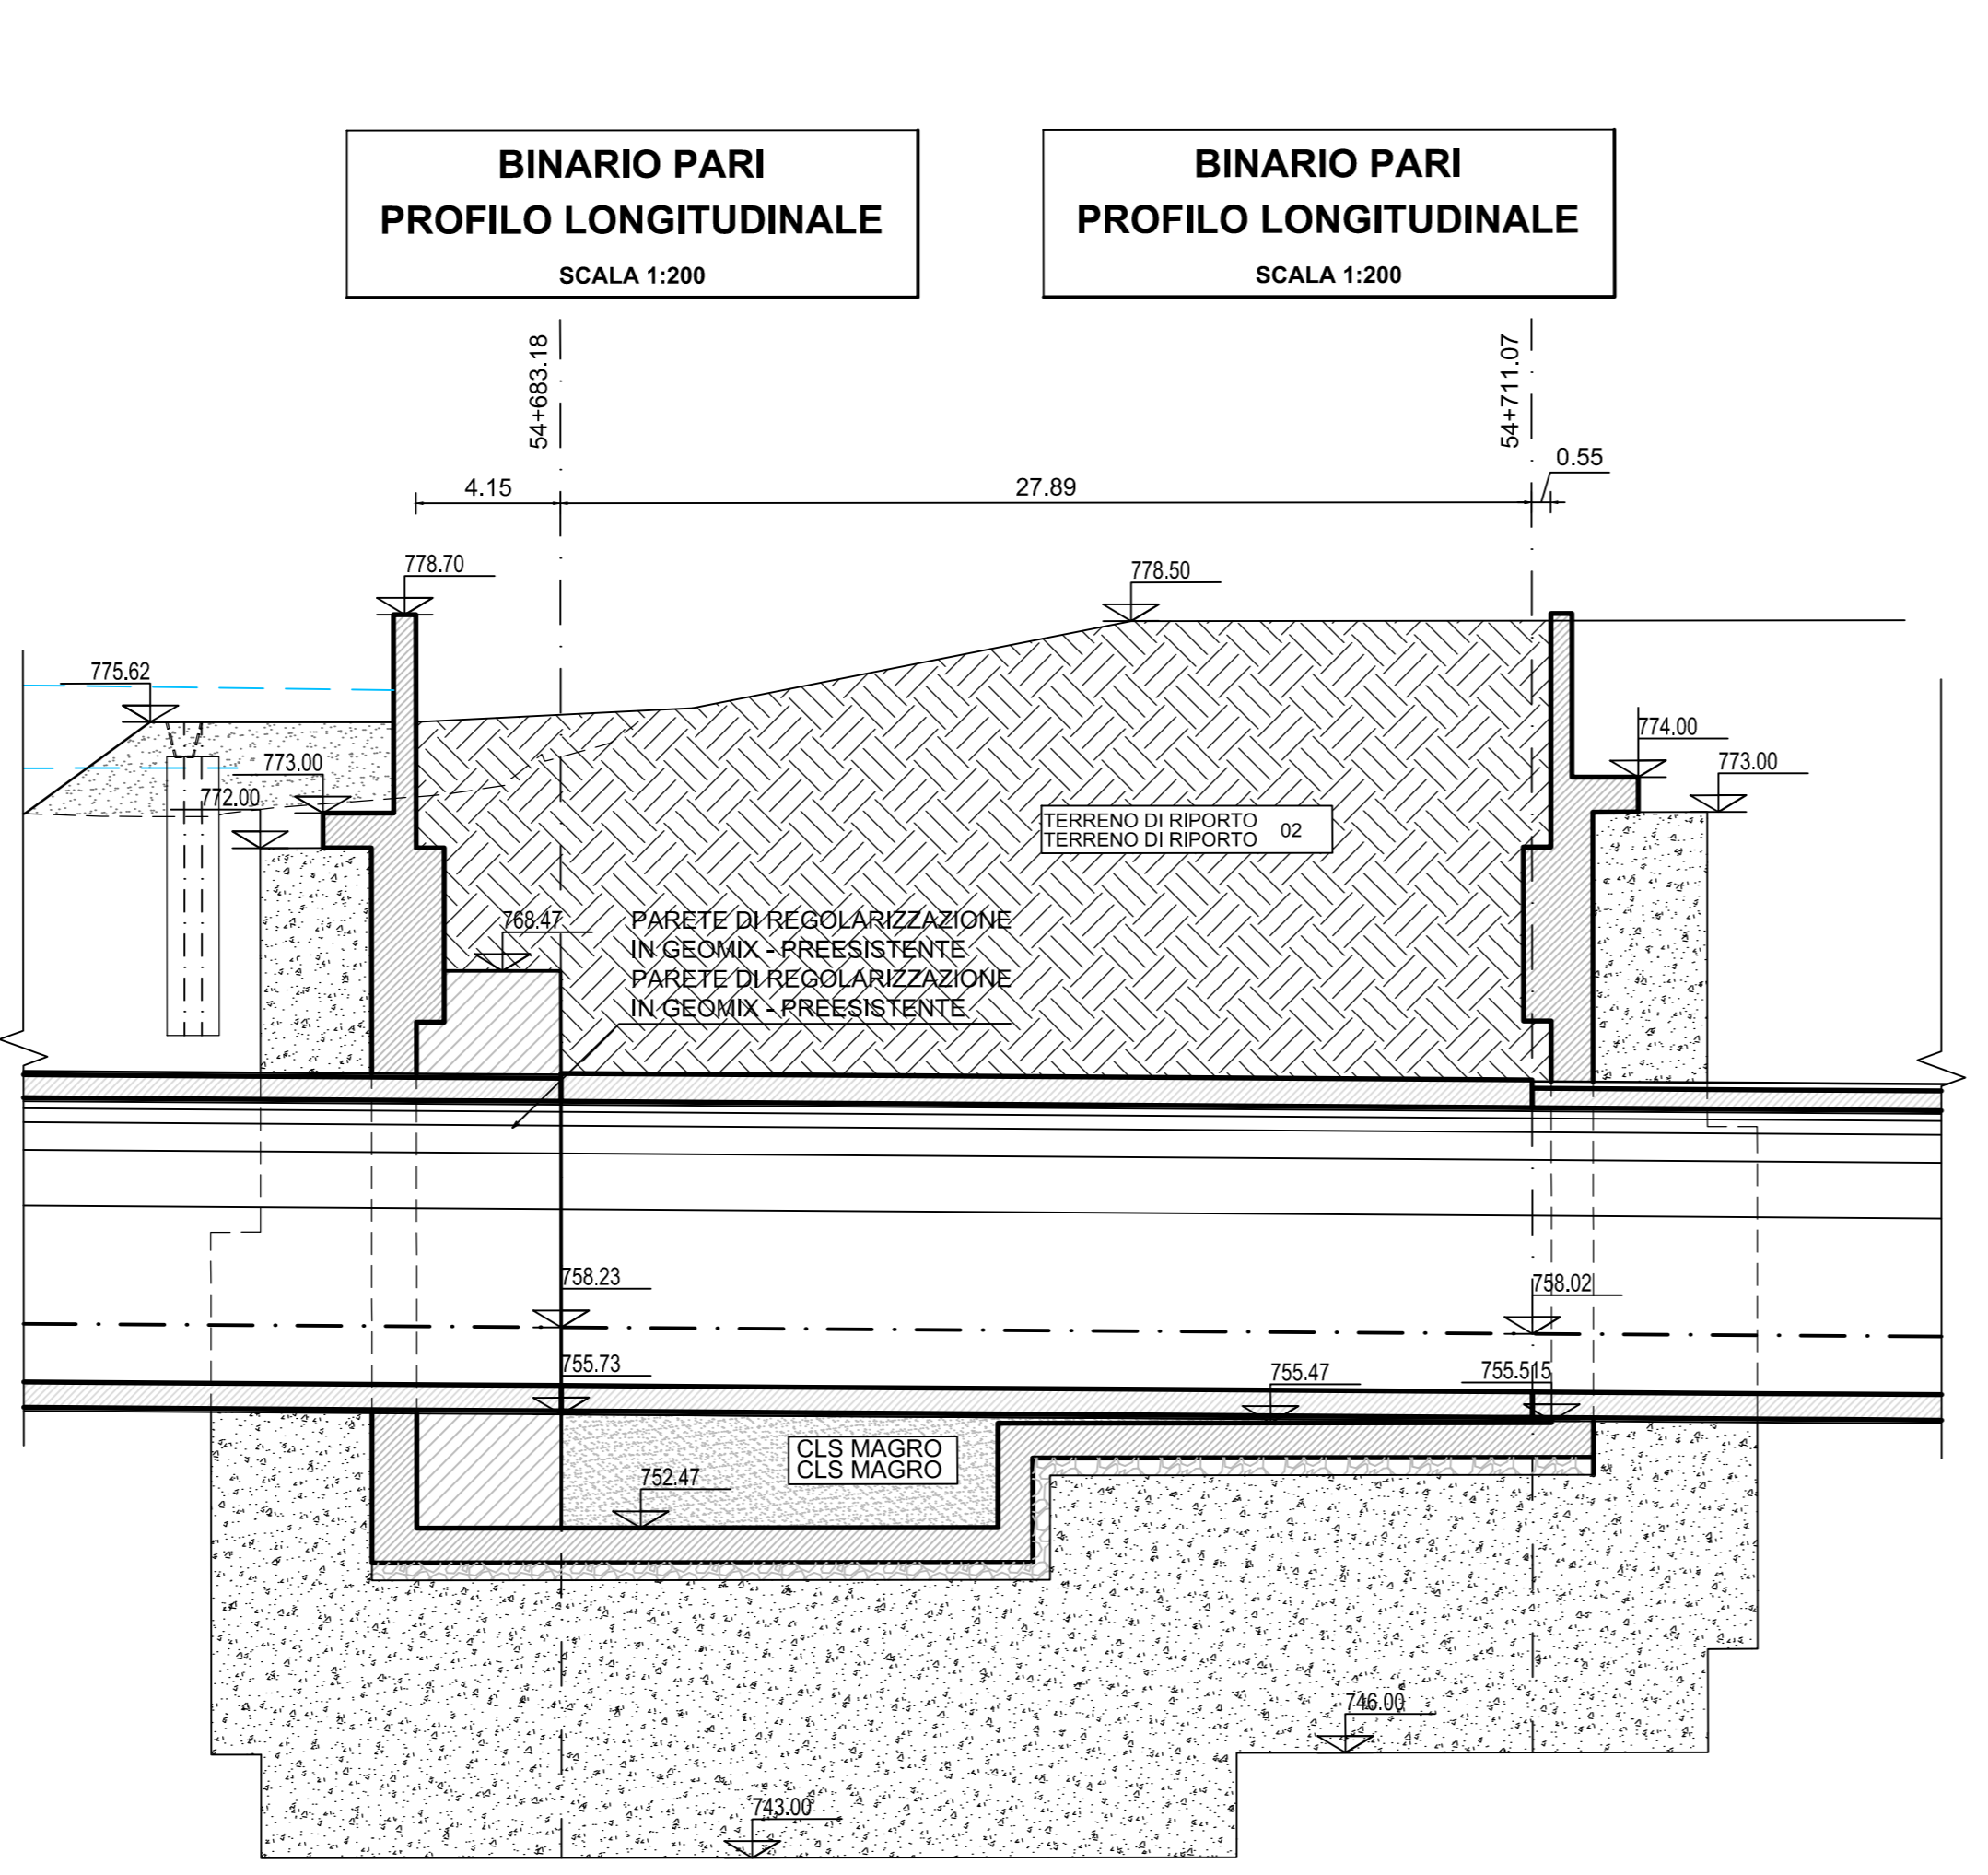 BINARIO PARI
PROFILO LONGITUDINALE
SCALA 1:200
BINARIO PARI
PROFILO LONGITUDINALE
SCALA 1:200
54+683.18
54+711.07
4.15
27.89
0.55
778.70
778.50
775.62
774.00
773.00
773.00
772.00
TERRENO DI RIPORTO
TERRENO DI RIPORTO
02
768.47
PARETE DI REGOLARIZZAZIONE
IN GEOMIX - PREESISTENTE
PARETE DI REGOLARIZZAZIONE
IN GEOMIX - PREESISTENTE
758.23
758.02
755.73
755.47
755.515
CLS MAGRO
CLS MAGRO
752.47
746.00
743.00